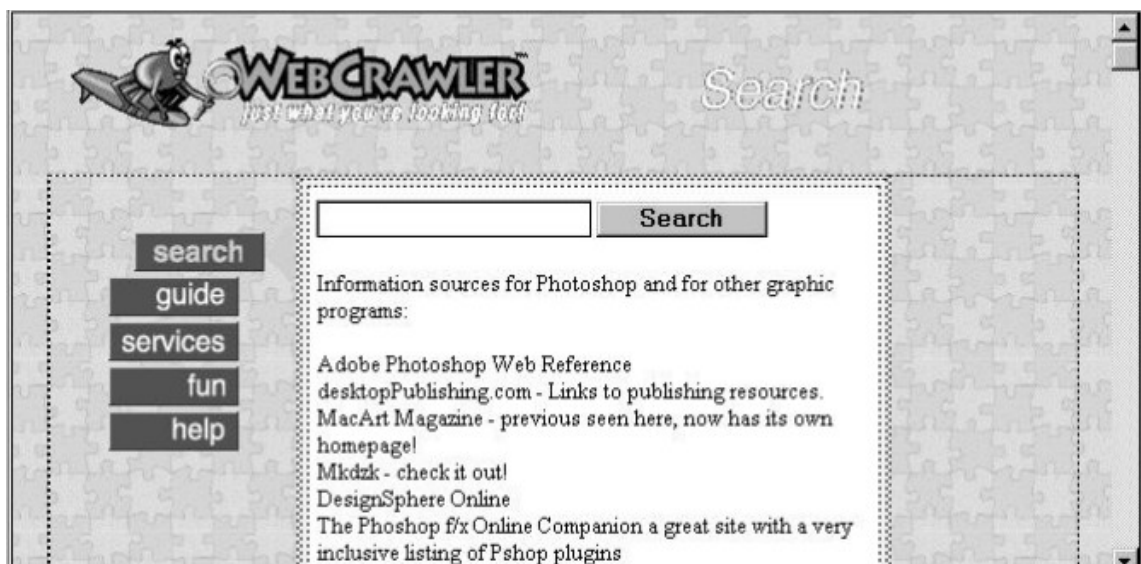 WEBCRAWLER™
just what you're looking for!
Search
search
guide
services
fun
help
Search
Information sources for Photoshop and for other graphic
programs:
Adobe Photoshop Web Reference
desktopPublishing.com - Links to publishing resources.
MacArt Magazine - previous seen here, now has its own
homepage!
Mkdzk - check it out!
DesignSphere Online
The Phoshop f/x Online Companion a great site with a very
inclusive listing of Pshop plugins